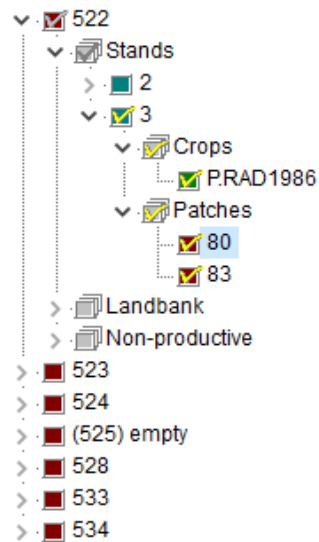 522
Stands
2
3
Crops
P.RAD1986
Patches
80
83
Landbank
Non-productive
523
524
(525) empty
528
533
534